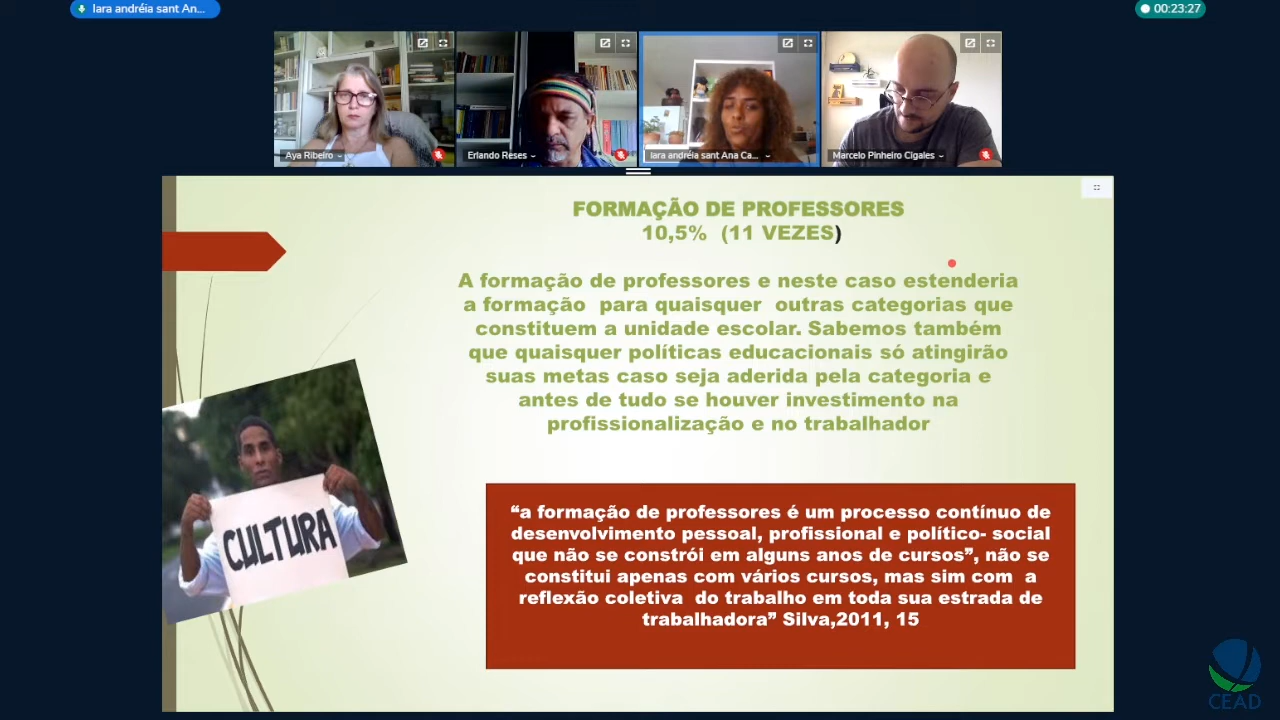 Iara andréia sant An...
00:23:27
Aya Ribeiro
Erlando Reses
Iara andréia sant Ana Ca...
Marcelo Pinheiro Cigales
FORMAÇÃO DE PROFESSORES
10,5% (11 VEZES)
A formação de professores e neste caso estenderia
a formação para quaisquer outras categorias que
constituem a unidade escolar. Sabemos também
que quaisquer políticas educacionais só atingirão
suas metas caso seja aderida pela categoria e
antes de tudo se houver investimento na
profissionalização e no trabalhador
CULTURA
“a formação de professores é um processo contínuo de
desenvolvimento pessoal, profissional e político- social
que não se constrói em alguns anos de cursos”, não se
constitui apenas com vários cursos, mas sim com a
reflexão coletiva do trabalho em toda sua estrada de
trabalhadora” Silva,2011, 15
CEAD